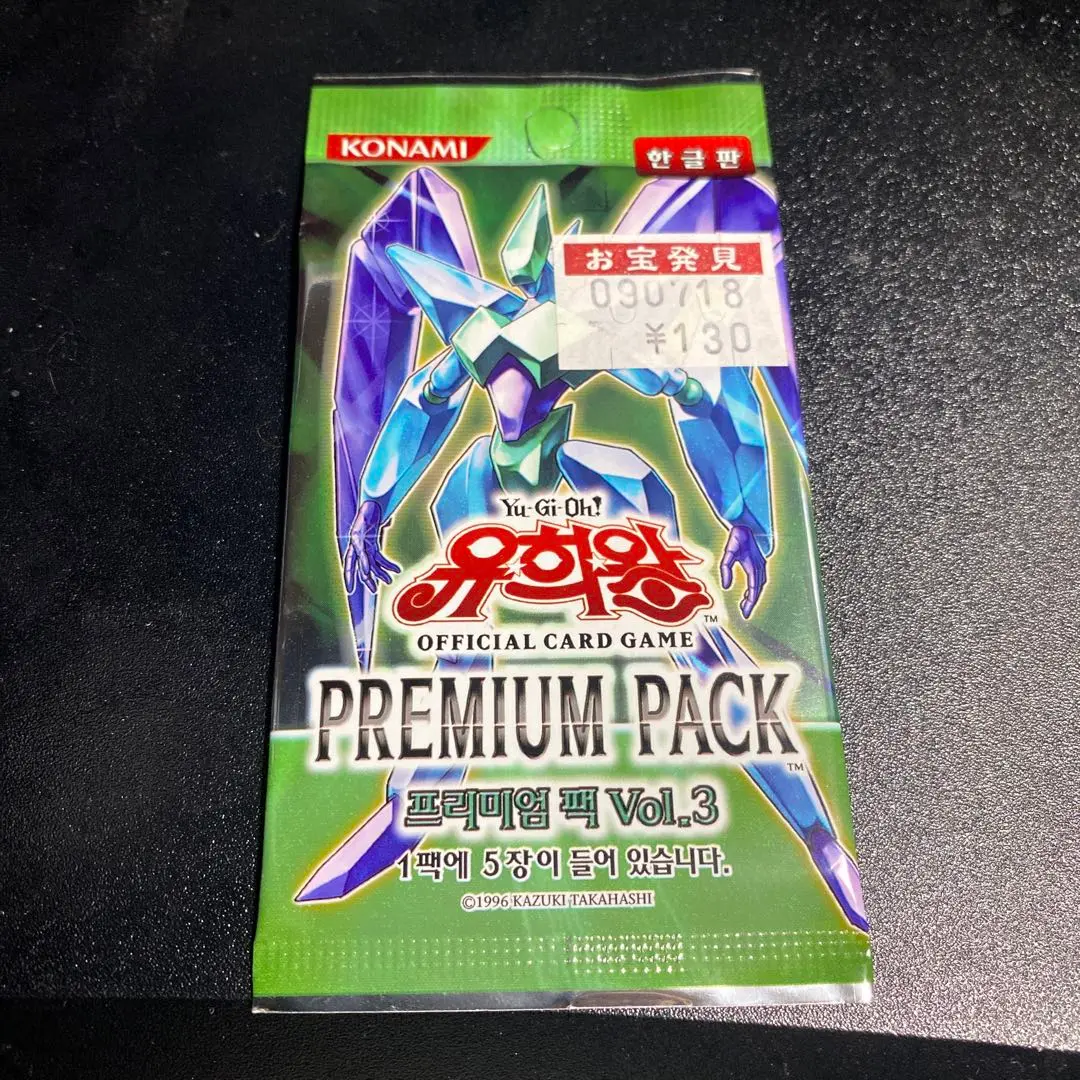 KONAMI
한글판
お宝発見
090718
¥130
Yu-Gi-Oh!
유희왕
TM
OFFICIAL CARD GAME
PREMIUM PACK
TM
프리미엄 팩 Vol.3
1팩에 5장이 들어 있습니다.
©1996 KAZUKI TAKAHASHI